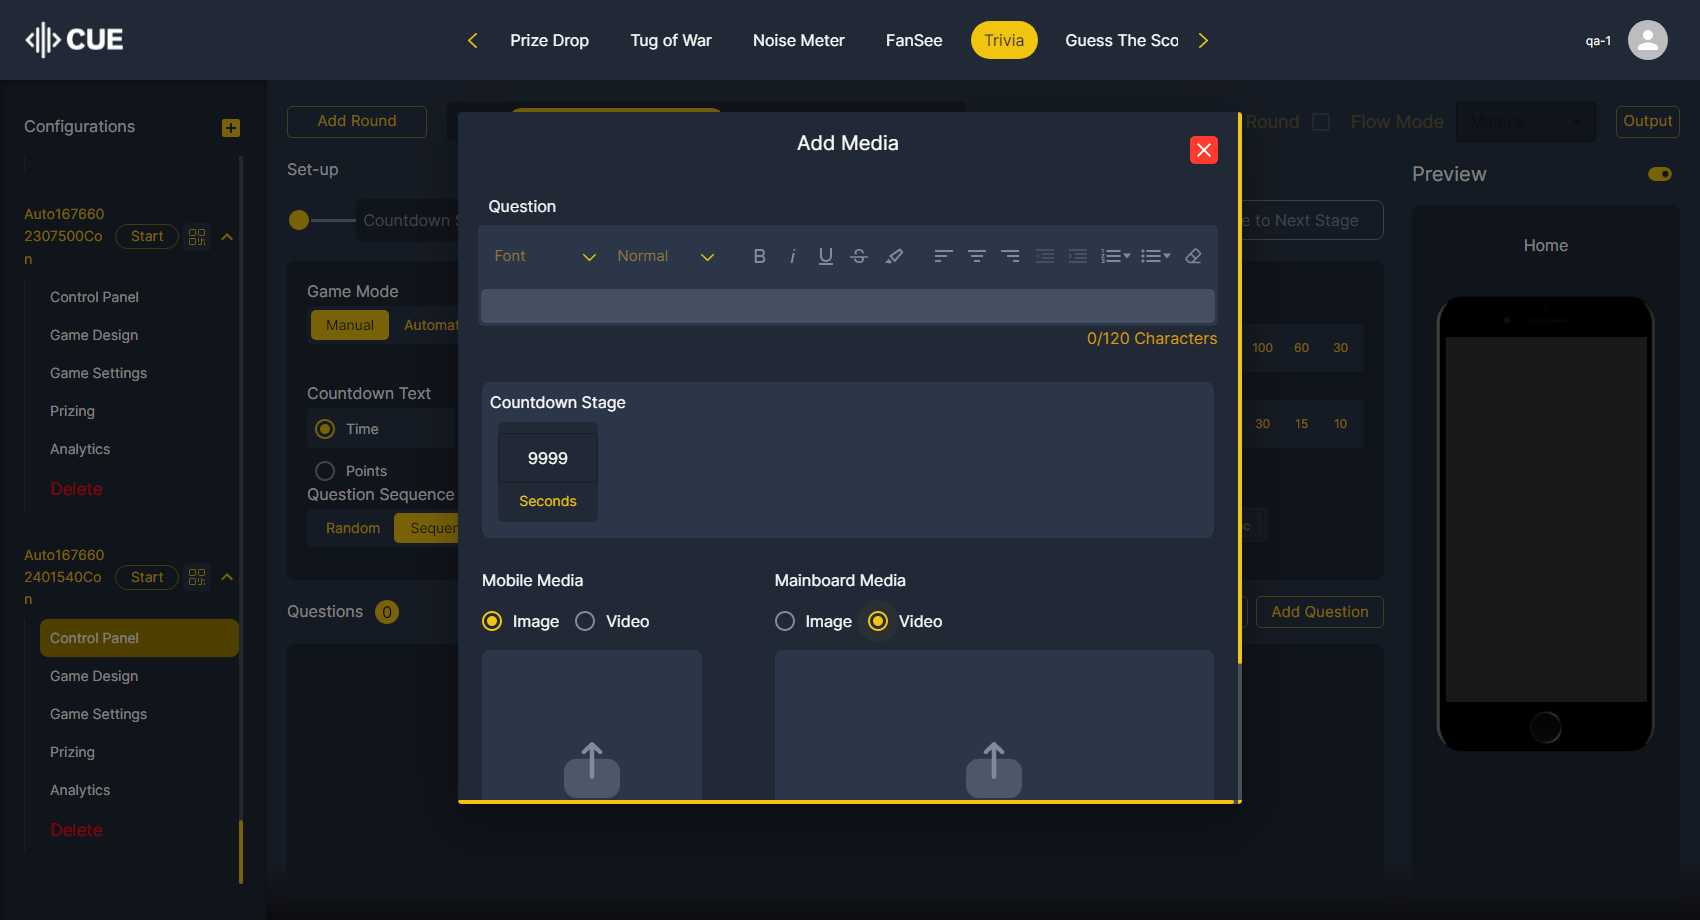 CUE
Prize Drop
Tug of War
Noise Meter
FanSee
Trivia
Guess The Sco
qa-1
Configurations
Auto167660
2307500Co
n
Start
Control Panel
Game Design
Game Settings
Prizing
Analytics
Delete
Auto167660
2401540Co
n
Start
Control Panel
Game Design
Game Settings
Prizing
Analytics
Delete
Add Round
Round
Flow Mode
Manual
Output
Set-up
Countdown S
e to Next Stage
Game Mode
Manual
Automat
Countdown Text
Time
Points
Question Sequence
Random
Sequen
100
60
30
30
15
10
c
Questions
0
Add Question
Add Media
Question
Font
Normal
B
i
U
S
0/120 Characters
Countdown Stage
9999
Seconds
Mobile Media
Image
Video
Mainboard Media
Image
Video
Preview
Home